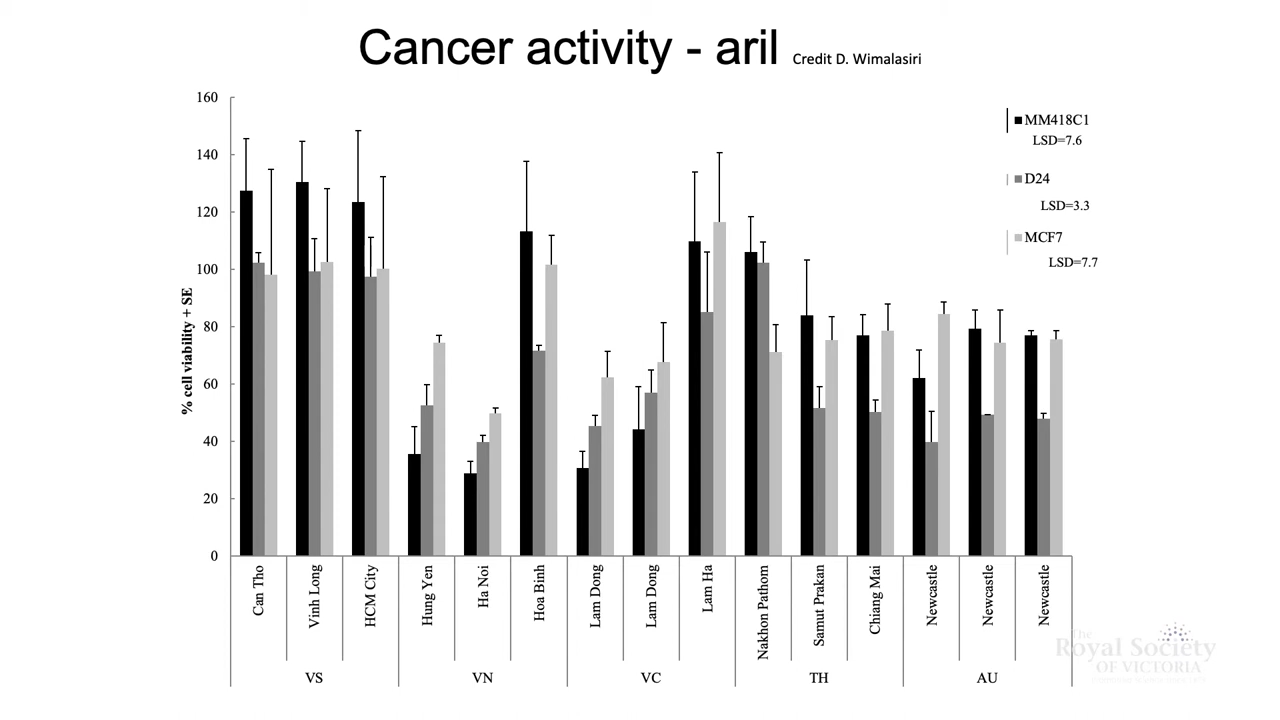 Cancer activity - aril Credit D. Wimalasiri
160
140
120
100
80
60
40
20
0
% cell viability + SE
MM418C1
LSD=7.6
D24
LSD=3.3
MCF7
LSD=7.7
Can Tho
Vinh Long
HCM City
Hung Yen
Ha Noi
Hoa Binh
Lam Dong
Lam Dong
Lam Ha
Nakhon Pathom
Samut Prakan
Chiang Mai
Newcastle
Newcastle
Newcastle
VS
VN
VC
TH
AU
The
Royal Society
OF VICTORIA